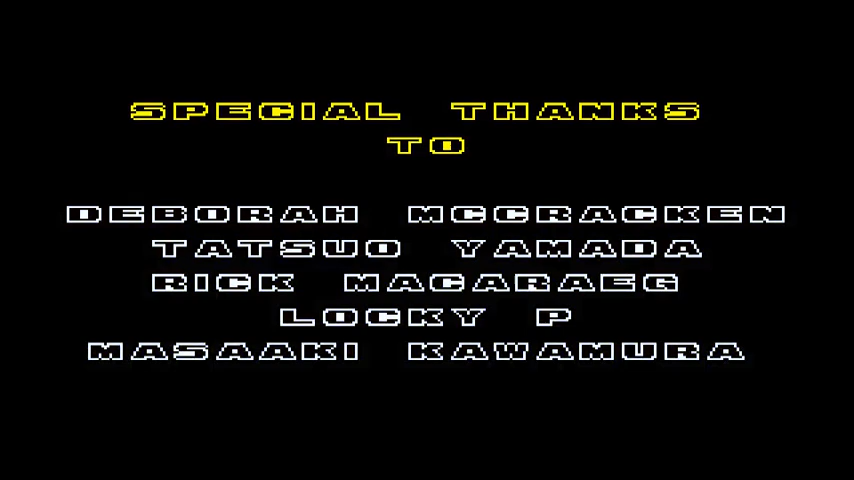 SPECIAL THANKS
TO
DEBORAH MCCRACKEN
TATSUO YAMADA
RICK MACARAEG
LOCKY P
MASAAKI KAWAMURA